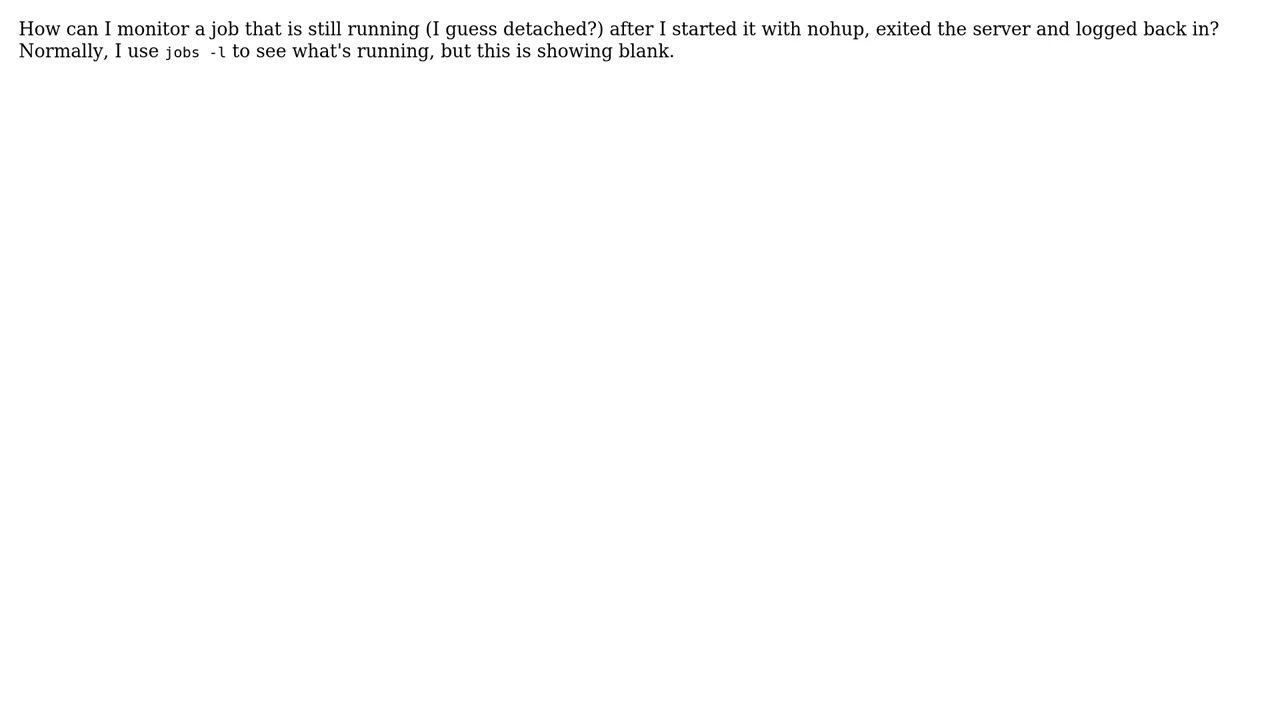 How can I monitor a job that is still running (I guess detached?) after I started it with nohup, exited the server and logged back in?
Normally, I use jobs -l to see what's running, but this is showing blank.